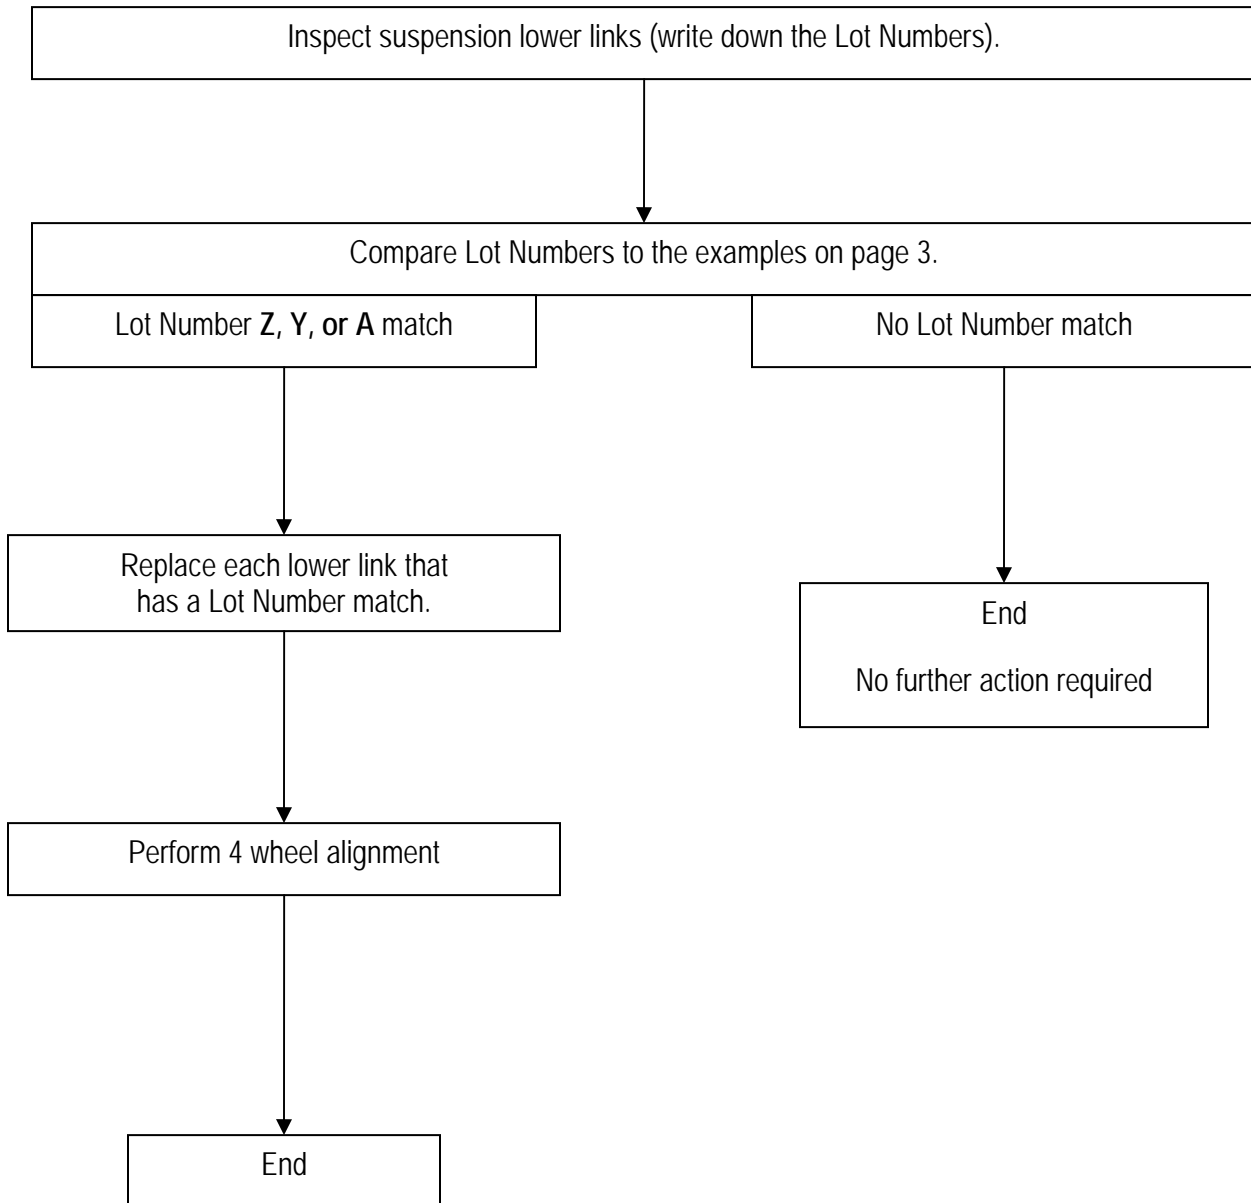 Inspect suspension lower links (write down the Lot Numbers).
Compare Lot Numbers to the examples on page 3.
Lot Number Z, Y, or A match
No Lot Number match
Replace each lower link that
has a Lot Number match.
End
No further action required
Perform 4 wheel alignment
End